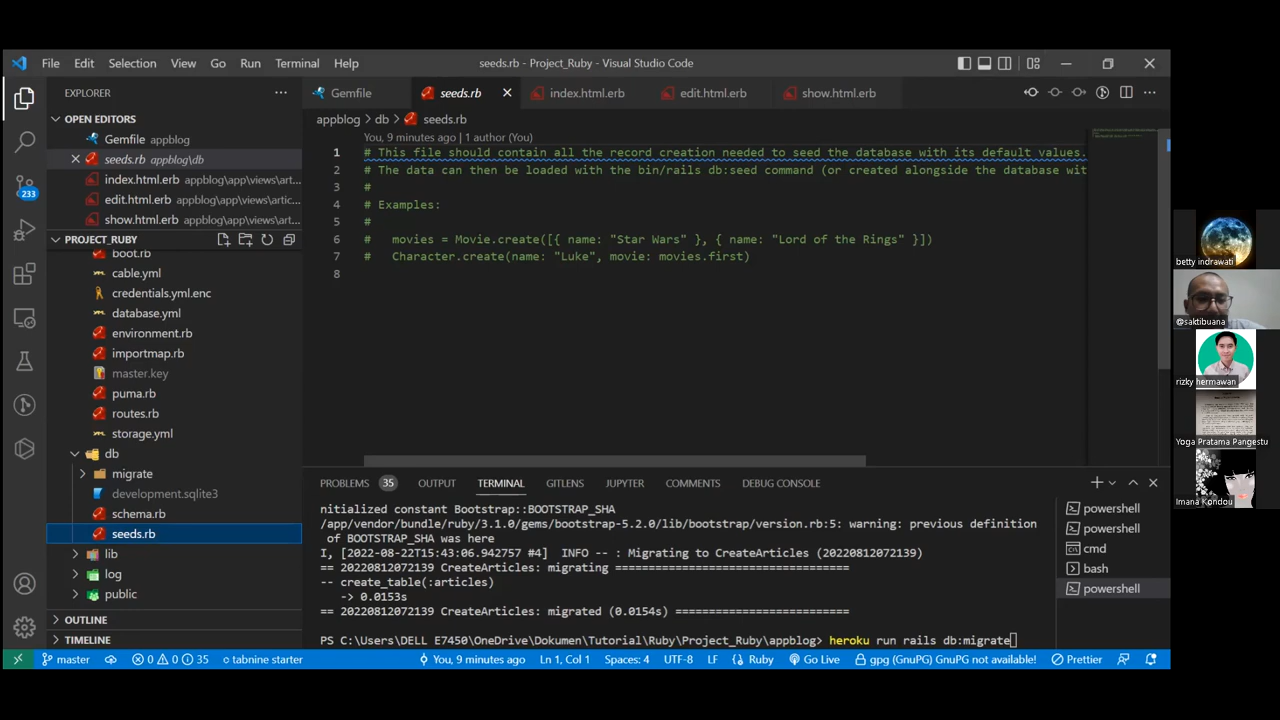 File Edit Selection View Go Run Terminal Help
seeds.rb - Project_Ruby - Visual Studio Code
EXPLORER
OPEN EDITORS
Gemfile appblog
seeds.rb appblog\db
index.html.erb appblog\app\views\art...
edit.html.erb appblog\app\views\artic...
show.html.erb appblog\app\views\arti...
PROJECT_RUBY
boot.rb
cable.yml
credentials.yml.enc
database.yml
environment.rb
importmap.rb
master.key
puma.rb
routes.rb
storage.yml
db
migrate
development.sqlite3
schema.rb
seeds.rb
lib
log
public
OUTLINE
TIMELINE
233
Gemfile seeds.rb index.html.erb edit.html.erb show.html.erb
appblog > db > seeds.rb
You, 9 minutes ago | 1 author (You)
1 # This file should contain all the record creation needed to seed the database with its default values.
2 # The data can then be loaded with the bin/rails db:seed command (or created alongside the database wit
3 #
4 # Examples:
5 #
6 # movies = Movie.create([{ name: "Star Wars" }, { name: "Lord of the Rings" }])
7 # Character.create(name: "Luke", movie: movies.first)
8
PROBLEMS 35 OUTPUT TERMINAL GITLENS JUPYTER COMMENTS DEBUG CONSOLE
nitialized constant Bootstrap::BOOTSTRAP_SHA
/app/vendor/bundle/ruby/3.1.0/gems/bootstrap-5.2.0/lib/bootstrap/version.rb:5: warning: previous definition
of BOOTSTRAP_SHA was here
I, [2022-08-22T15:43:06.942757 #4] INFO -- : Migrating to CreateArticles (20220812072139)
== 20220812072139 CreateArticles: migrating ==================================
-- create_table(:articles)
-> 0.0153s
== 20220812072139 CreateArticles: migrated (0.0154s) =========================
PS C:\Users\DELL E7450\OneDrive\Dokumen\Tutorial\Ruby\Project_Ruby\appblog> heroku run rails db:migrate
powershell
powershell
cmd
bash
powershell
master 0 0 35 tabnine starter You, 9 minutes ago Ln 1, Col 1 Spaces: 4 UTF-8 LF Ruby Go Live gpg (GnuPG) GnuPG not available! Prettier
betty indrawati
@saktibuana
rizky hermawan
Yoga Pratama Pangestu
Imana Kondou